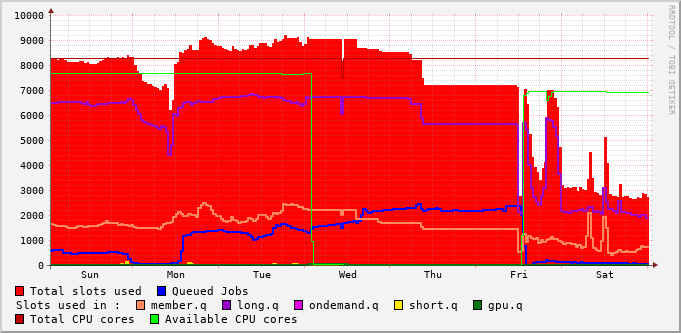 10000
9000
8000
7000
6000
5000
4000
3000
2000
1000
0
Sun Mon Tue Wed Thu Fri Sat
RRDTOOL / TOBI OETIKER
Total slots used Queued Jobs
Slots used in : member.q long.q ondemand.q short.q gpu.q
Total CPU cores Available CPU cores